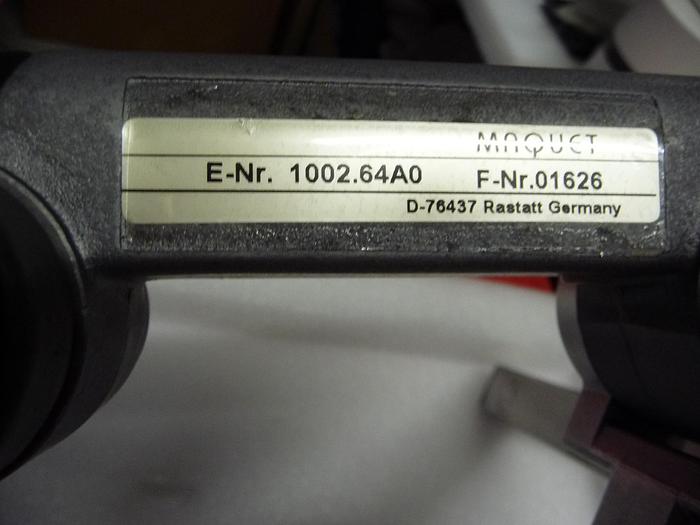 MAQUET
E-Nr. 1002.64A0 F-Nr.01626
D-76437 Rastatt Germany